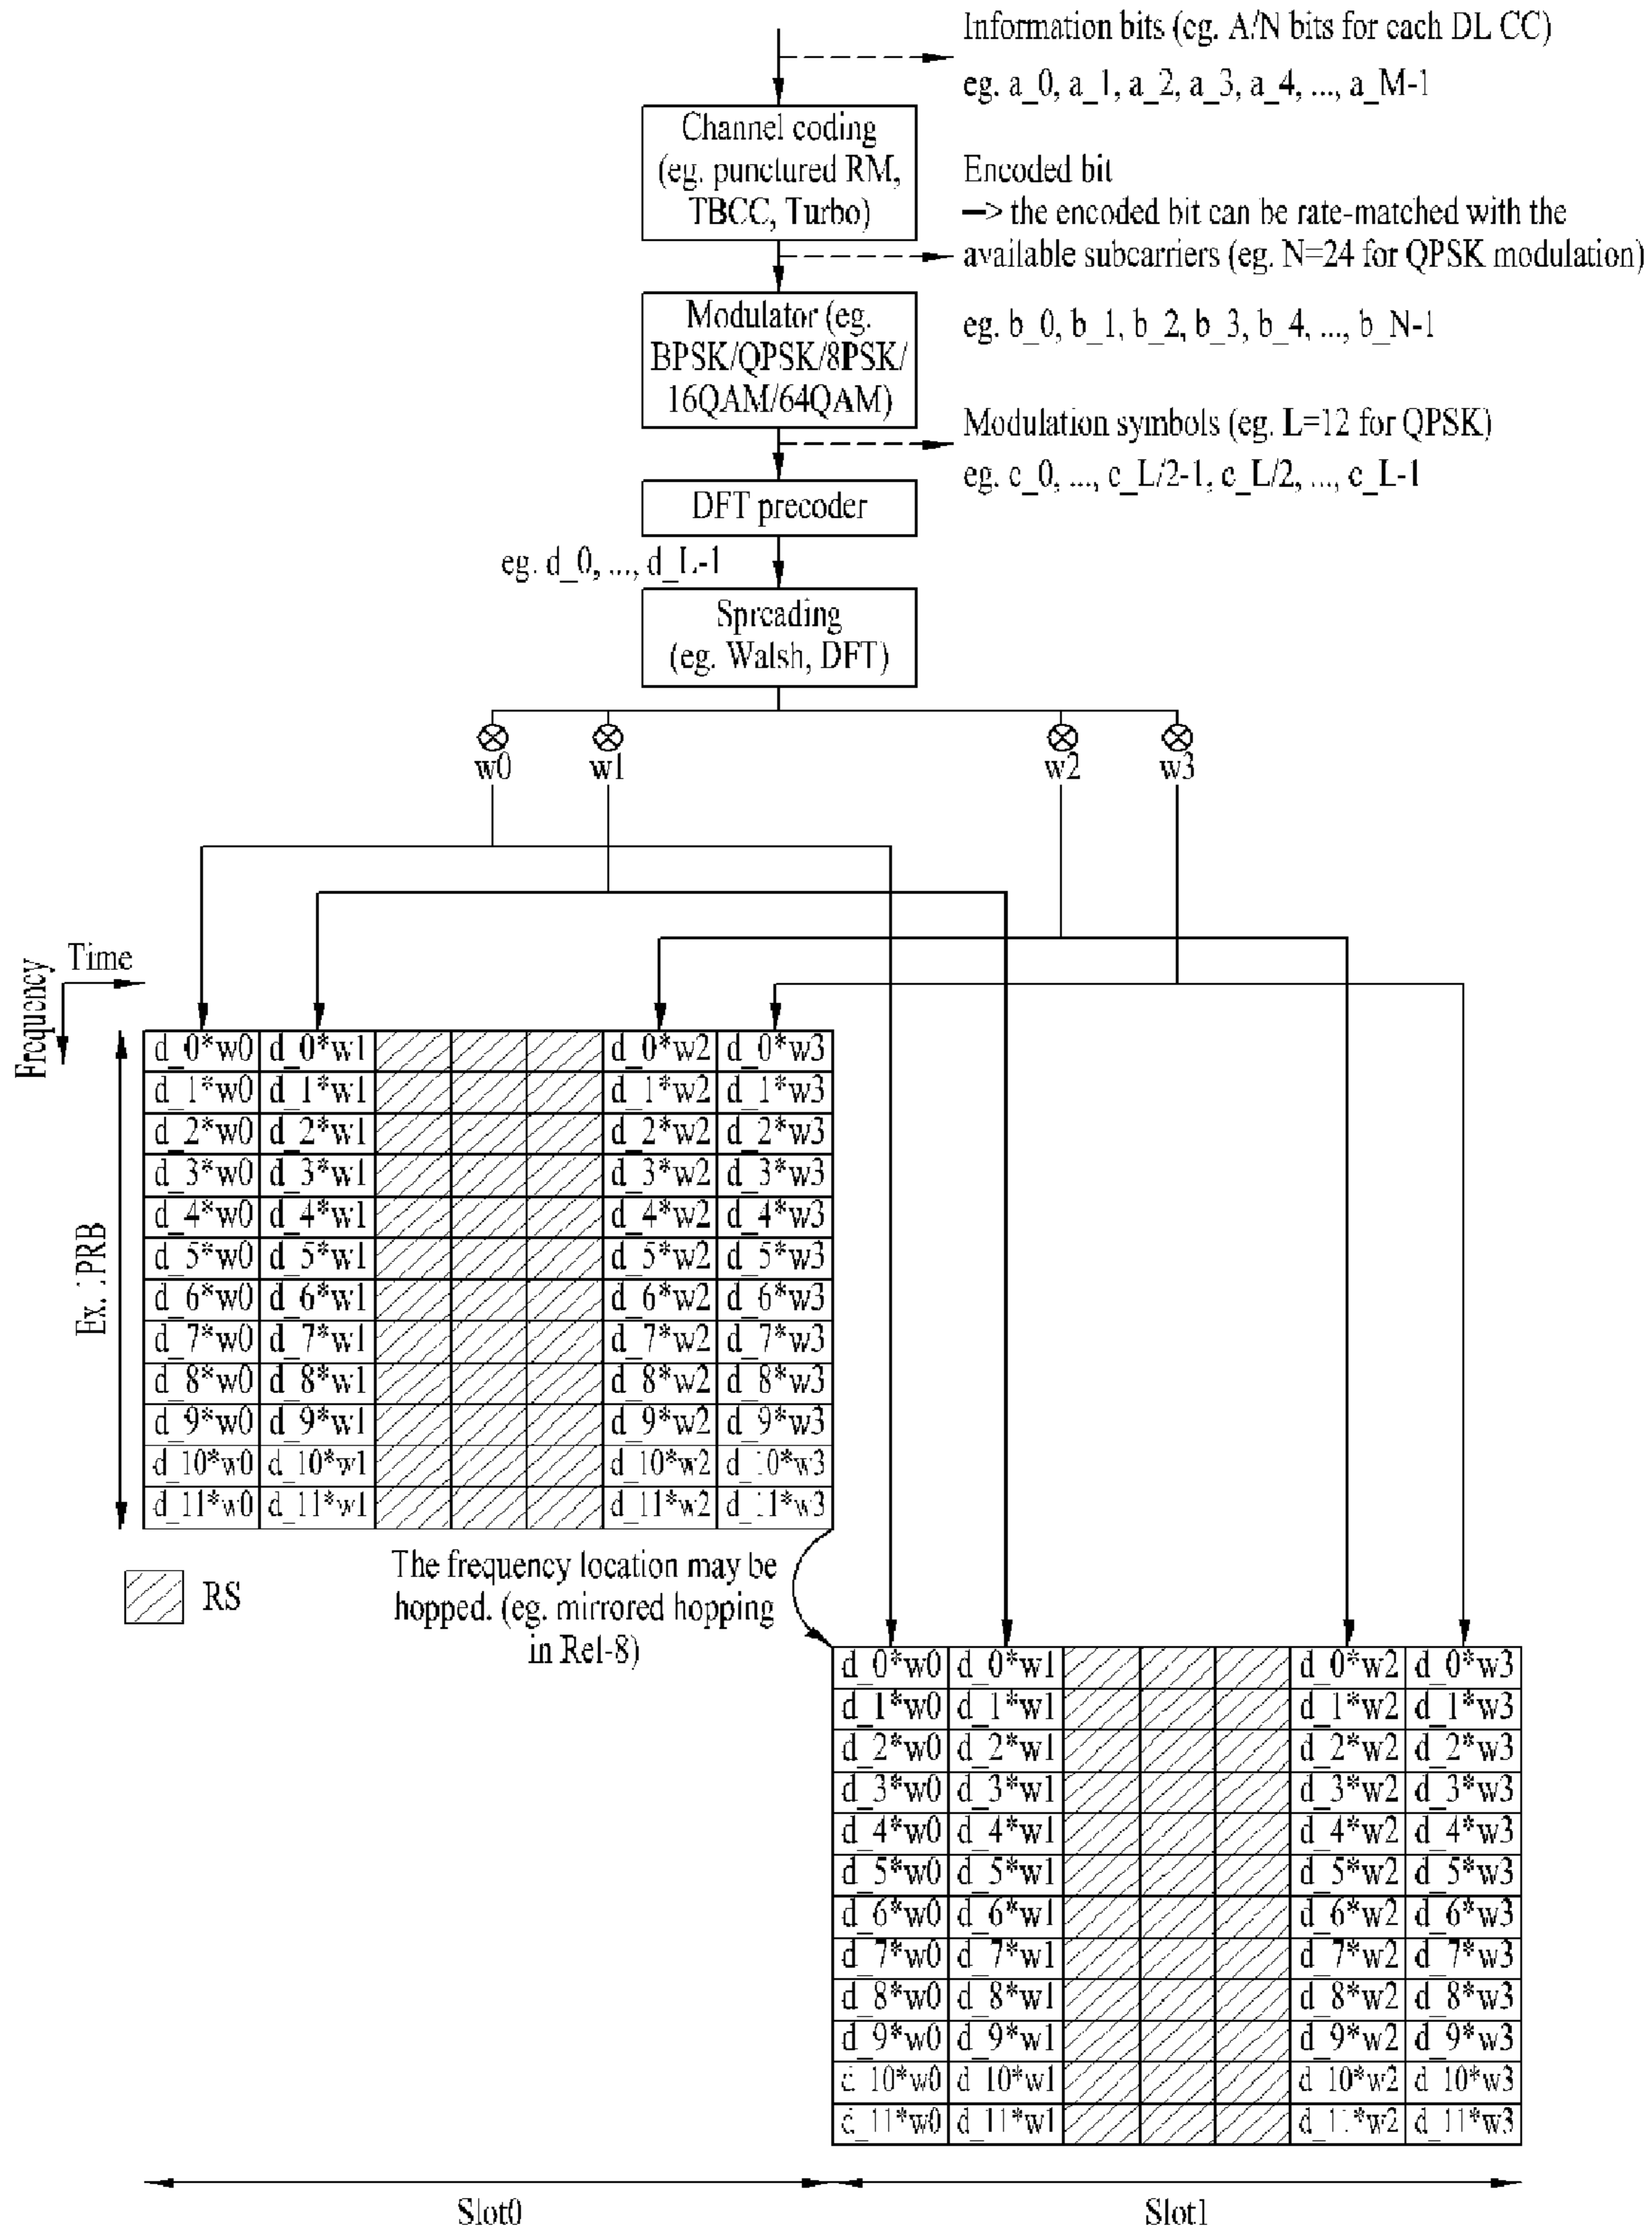 Information bits (eg. A/N bits for each DL CC)
eg. a_0, a_1, a_2, a_3, a_4, ..., a_M-1
Channel coding
(eg. punctured RM,
TBCC, Turbo)
Encoded bit
—> the encoded bit can be rate-matched with the
available subcarriers (eg. N=24 for QPSK modulation)
eg. b_0, b_1, b_2, b_3, b_4, ..., b_N-1
Modulator (eg.
BPSK/QPSK/8PSK/
16QAM/64QAM)
Modulation symbols (eg. L=12 for QPSK)
eg. c_0, ..., c_L/2-1, c_L/2, ..., c_L-1
DFT precoder
eg. d_0, ..., d_L-1
Spreading
(eg. Walsh, DFT)
w0 w1 w2 w3
Time
Frequency
Ex. 1PRB
d_0*w0 d_0*w1 d_0*w2 d_0*w3
d_1*w0 d_1*w1 d_1*w2 d_1*w3
d_2*w0 d_2*w1 d_2*w2 d_2*w3
d_3*w0 d_3*w1 d_3*w2 d_3*w3
d_4*w0 d_4*w1 d_4*w2 d_4*w3
d_5*w0 d_5*w1 d_5*w2 d_5*w3
d_6*w0 d_6*w1 d_6*w2 d_6*w3
d_7*w0 d_7*w1 d_7*w2 d_7*w3
d_8*w0 d_8*w1 d_8*w2 d_8*w3
d_9*w0 d_9*w1 d_9*w2 d_9*w3
d_10*w0 d_10*w1 d_10*w2 d_10*w3
d_11*w0 d_11*w1 d_11*w2 d_11*w3
RS
The frequency location may be
hopped. (eg. mirrored hopping
in Rel-8)
d_0*w0 d_0*w1 d_0*w2 d_0*w3
d_1*w0 d_1*w1 d_1*w2 d_1*w3
d_2*w0 d_2*w1 d_2*w2 d_2*w3
d_3*w0 d_3*w1 d_3*w2 d_3*w3
d_4*w0 d_4*w1 d_4*w2 d_4*w3
d_5*w0 d_5*w1 d_5*w2 d_5*w3
d_6*w0 d_6*w1 d_6*w2 d_6*w3
d_7*w0 d_7*w1 d_7*w2 d_7*w3
d_8*w0 d_8*w1 d_8*w2 d_8*w3
d_9*w0 d_9*w1 d_9*w2 d_9*w3
d_10*w0 d_10*w1 d_10*w2 d_10*w3
d_11*w0 d_11*w1 d_11*w2 d_11*w3
Slot0 Slot1